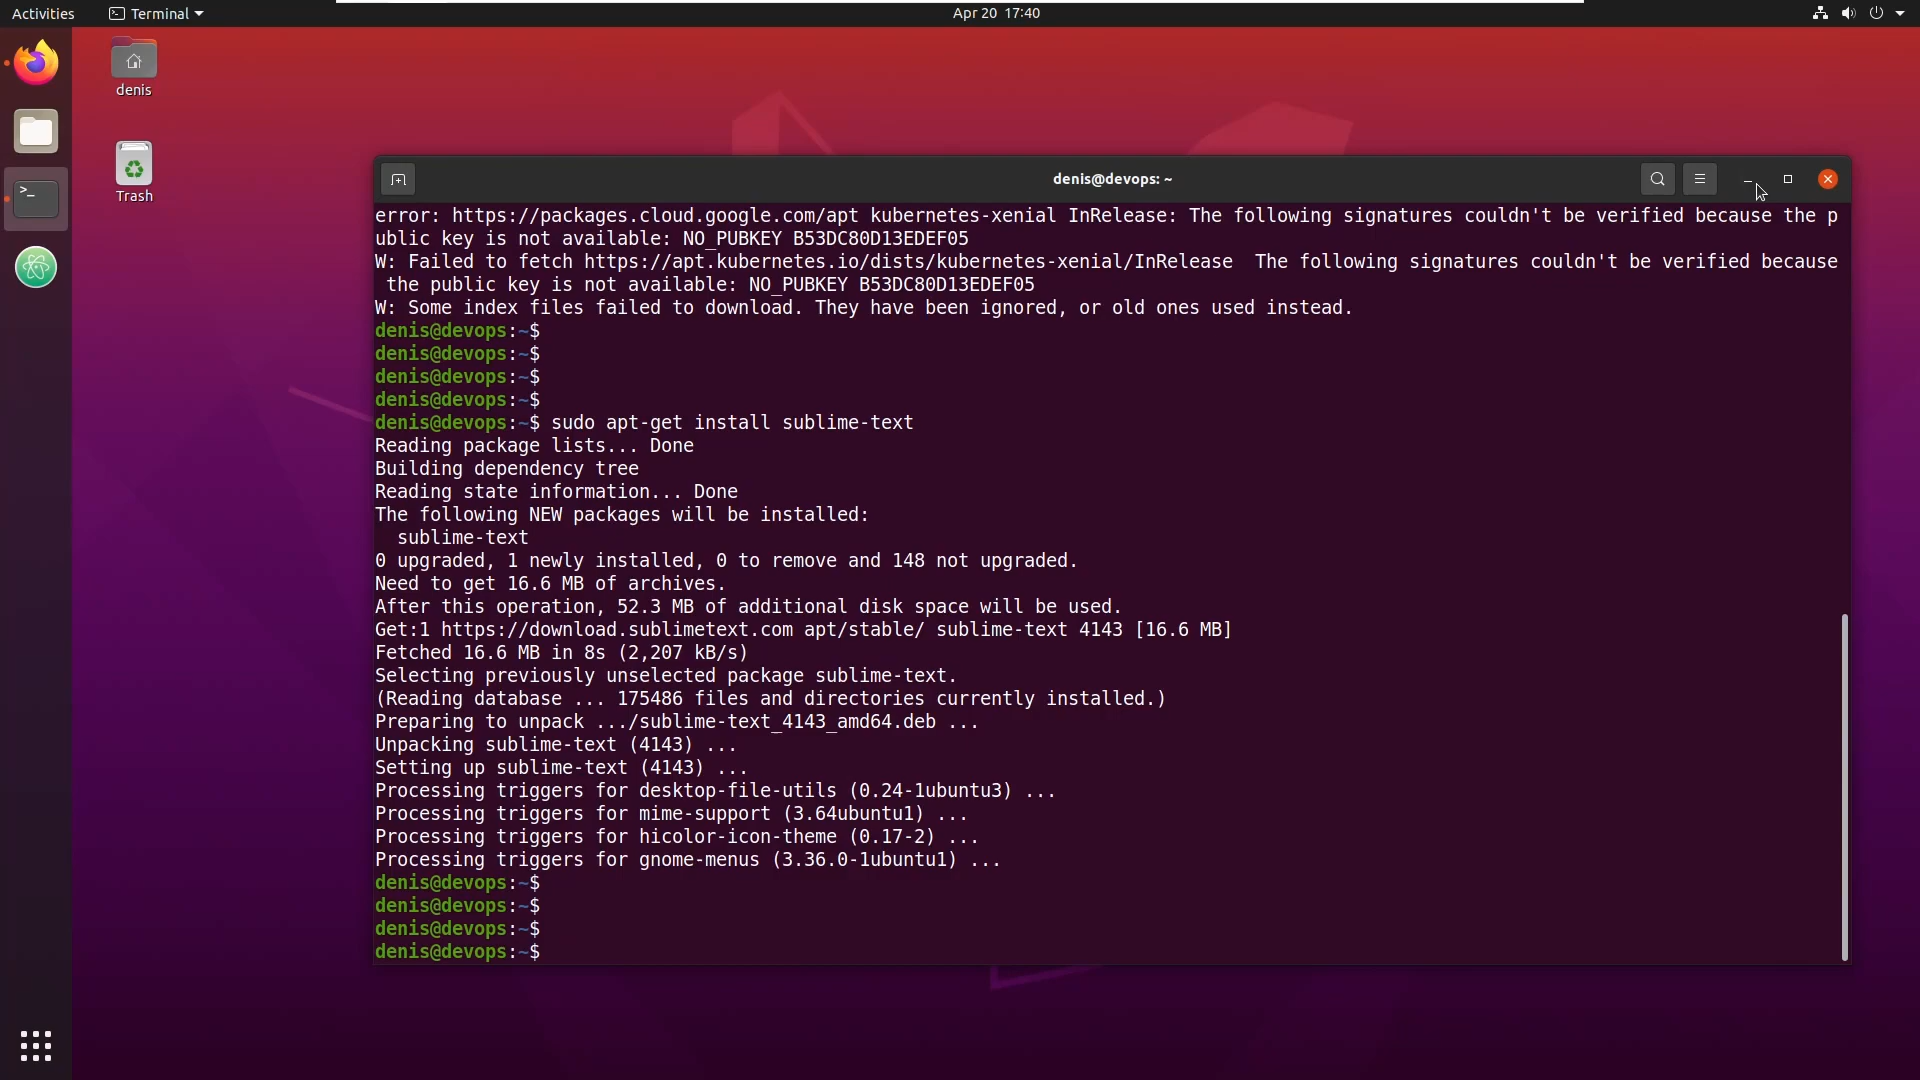 Activities
Terminal
Apr 20 17:40
denis
Trash
denis@devops: ~
error: https://packages.cloud.google.com/apt kubernetes-xenial InRelease: The following signatures couldn't be verified because the p
ublic key is not available: NO_PUBKEY B53DC80D13EDEF05
W: Failed to fetch https://apt.kubernetes.io/dists/kubernetes-xenial/InRelease  The following signatures couldn't be verified because
 the public key is not available: NO_PUBKEY B53DC80D13EDEF05
W: Some index files failed to download. They have been ignored, or old ones used instead.
denis@devops:~$
denis@devops:~$
denis@devops:~$
denis@devops:~$
denis@devops:~$ sudo apt-get install sublime-text
Reading package lists... Done
Building dependency tree
Reading state information... Done
The following NEW packages will be installed:
  sublime-text
0 upgraded, 1 newly installed, 0 to remove and 148 not upgraded.
Need to get 16.6 MB of archives.
After this operation, 52.3 MB of additional disk space will be used.
Get:1 https://download.sublimetext.com apt/stable/ sublime-text 4143 [16.6 MB]
Fetched 16.6 MB in 8s (2,207 kB/s)
Selecting previously unselected package sublime-text.
(Reading database ... 175486 files and directories currently installed.)
Preparing to unpack .../sublime-text_4143_amd64.deb ...
Unpacking sublime-text (4143) ...
Setting up sublime-text (4143) ...
Processing triggers for desktop-file-utils (0.24-1ubuntu3) ...
Processing triggers for mime-support (3.64ubuntu1) ...
Processing triggers for hicolor-icon-theme (0.17-2) ...
Processing triggers for gnome-menus (3.36.0-1ubuntu1) ...
denis@devops:~$
denis@devops:~$
denis@devops:~$
denis@devops:~$